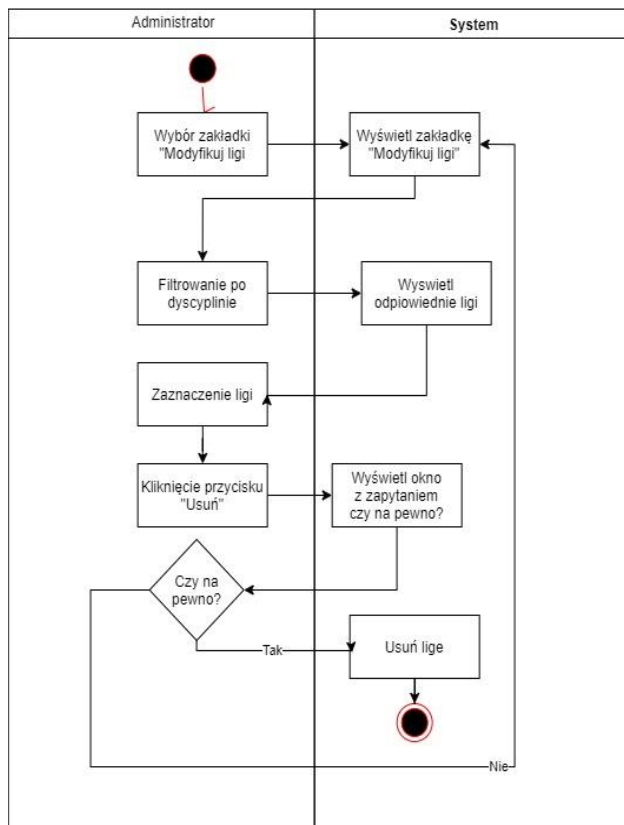 Administrator
System
Wybór zakładki
"Modyfikuj ligi
Wyświetl zakładkę
"Modyfikuj ligi"
Filtrowanie po
dyscyplinie
Wyswietl
odpiowiednie ligi
Zaznaczenie ligi
Kliknięcie przycisku
"Usuń"
Wyświetl okno
z zapytaniem
czy na pewno?
Czy na
pewno?
Tak
Usuń lige
Nie